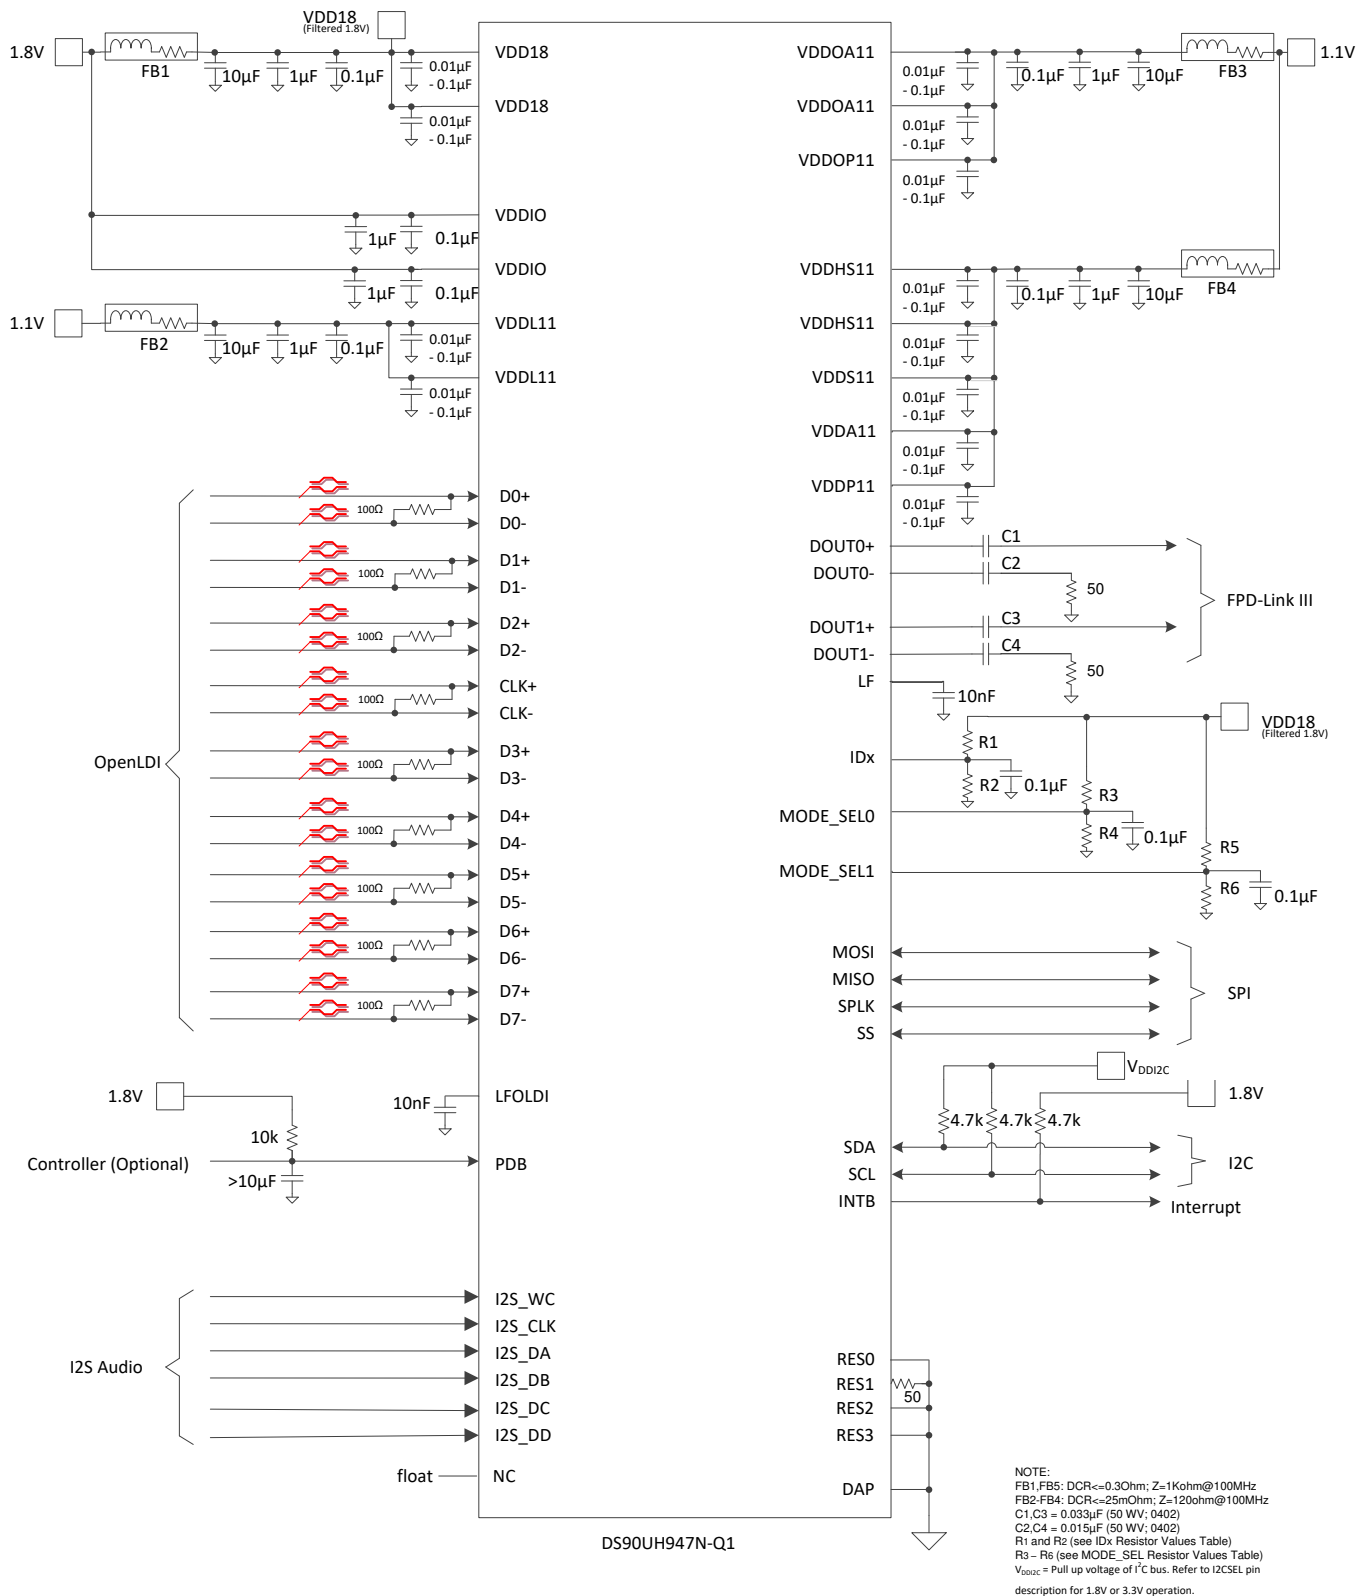 VDD18
(Filtered 1.8V)
1.8V
FB1
10µF
1µF
0.1µF
0.01µF
- 0.1µF
VDD18
0.01µF
- 0.1µF
VDD18
1µF
0.1µF
VDDIO
1µF
0.1µF
VDDIO
1.1V
FB2
10µF
1µF
0.1µF
0.01µF
- 0.1µF
VDDL11
0.01µF
- 0.1µF
VDDL11
OpenLDI
100Ω
D0+
D0-
100Ω
D1+
D1-
100Ω
D2+
D2-
100Ω
CLK+
CLK-
100Ω
D3+
D3-
100Ω
D4+
D4-
100Ω
D5+
D5-
100Ω
D6+
D6-
100Ω
D7+
D7-
1.8V
10nF
LFOLDI
10k
Controller (Optional)
>10µF
PDB
I2S Audio
I2S_WC
I2S_CLK
I2S_DA
I2S_DB
I2S_DC
I2S_DD
float
NC
VDDOA11
0.01µF
- 0.1µF
0.1µF
1µF
10µF
FB3
1.1V
VDDOA11
0.01µF
- 0.1µF
VDDOP11
0.01µF
- 0.1µF
VDDHS11
0.01µF
- 0.1µF
0.1µF
1µF
10µF
FB4
VDDHS11
0.01µF
- 0.1µF
VDDS11
0.01µF
- 0.1µF
VDDA11
0.01µF
- 0.1µF
VDDP11
0.01µF
- 0.1µF
DOUT0+
C1
DOUT0-
C2
50
FPD-Link III
DOUT1+
C3
DOUT1-
C4
50
LF
10nF
VDD18
(Filtered 1.8V)
IDx
R1
R2
0.1µF
R3
MODE_SEL0
R4
0.1µF
R5
MODE_SEL1
R6
0.1µF
MOSI
MISO
SPLK
SS
SPI
VDDI2C
1.8V
4.7k
4.7k
4.7k
SDA
SCL
I2C
INTB
Interrupt
RES0
RES1
50
RES2
RES3
DAP
DS90UH947N-Q1
NOTE:
FB1,FB5: DCR<=0.3Ohm; Z=1Kohm@100MHz
FB2-FB4: DCR<=25mOhm; Z=120ohm@100MHz
C1,C3 = 0.033µF (50 WV; 0402)
C2,C4 = 0.015µF (50 WV; 0402)
R1 and R2 (see IDx Resistor Values Table)
R3 – R6 (see MODE_SEL Resistor Values Table)
VDDI2C = Pull up voltage of I2C bus. Refer to I2CSEL pin
description for 1.8V or 3.3V operation.